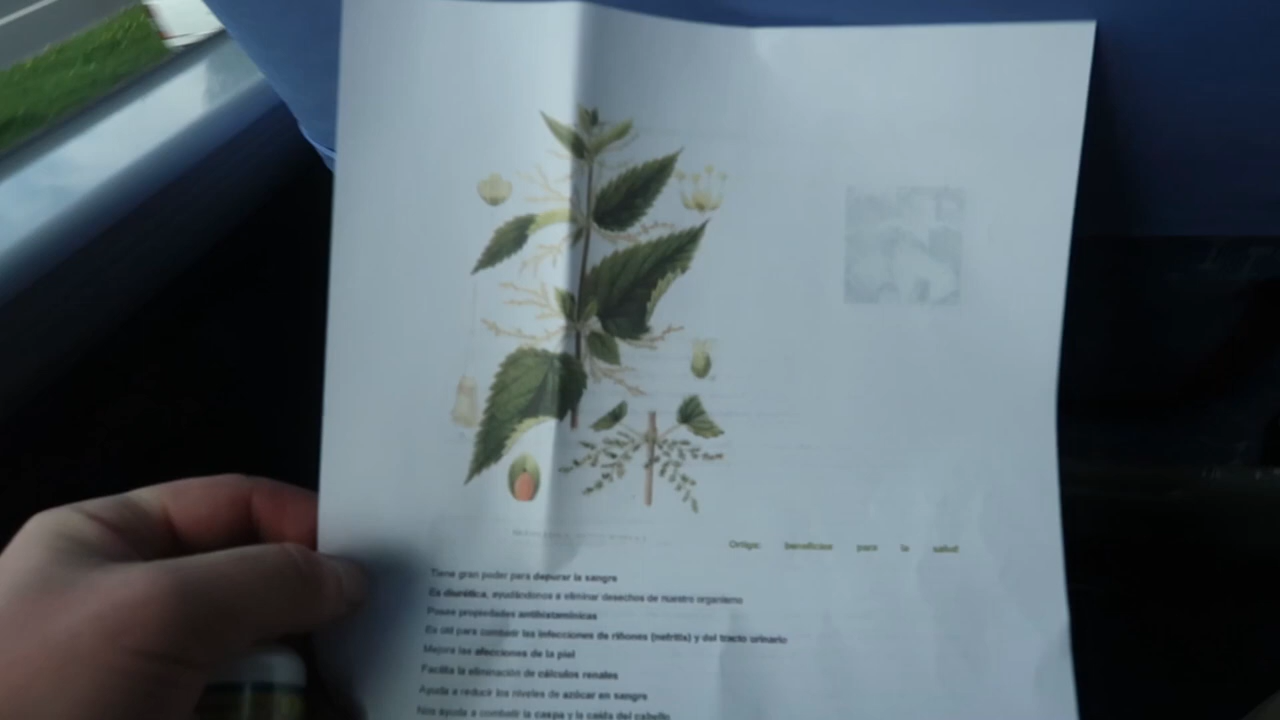 Ortiga: beneficios para la salud
Tiene gran poder para depurar la sangre
Es diurética, ayudándonos a eliminar desechos de nuestro organismo
Posee propiedades antihistamínicas
Es útil para combatir las infecciones de riñones (nefritis) y del tracto urinario
Mejora las afecciones de la piel
Facilita la eliminación de cálculos renales
Ayuda a reducir los niveles de azúcar en sangre
Nos ayuda a combatir la caspa y la caída del cabello